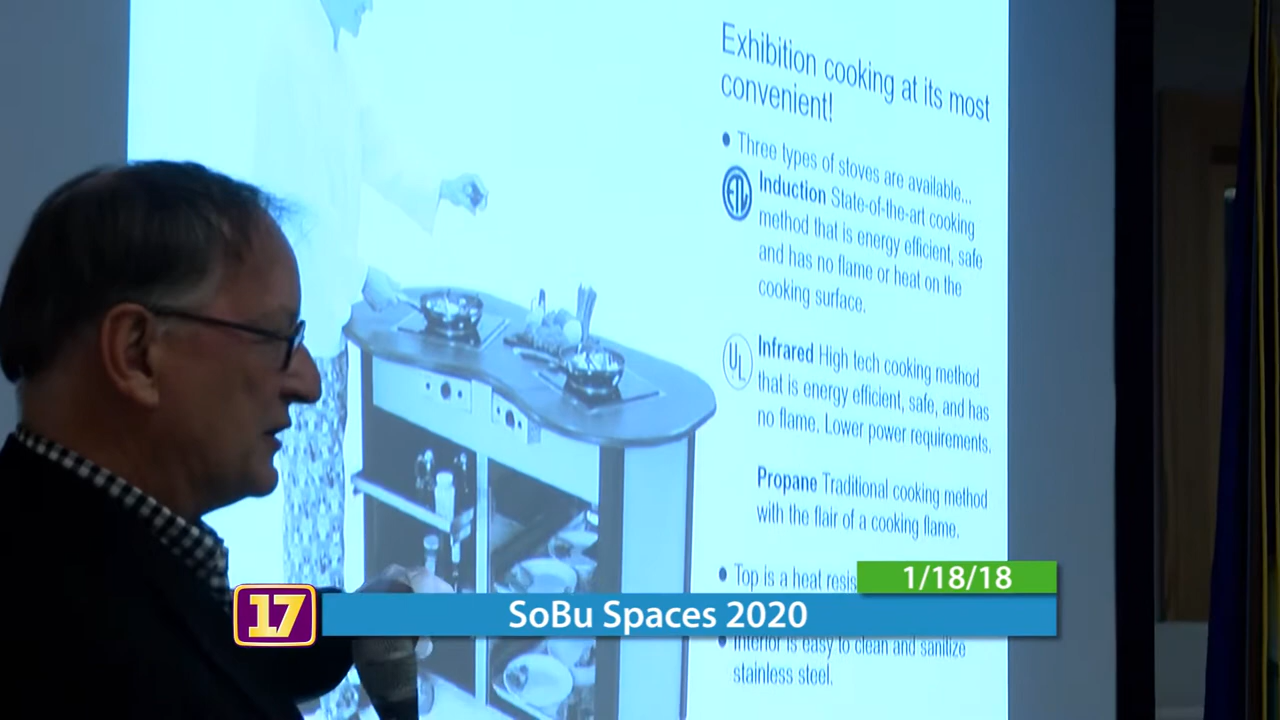 Exhibition cooking at its most
convenient!
• Three types of stoves are available...
ETL
Induction State-of-the-art cooking
method that is energy efficient, safe
and has no flame or heat on the
cooking surface.
UL
Infrared High tech cooking method
that is energy efficient, safe, and has
no flame. Lower power requirements.
Propane Traditional cooking method
with the flair of a cooking flame.
• Top is a heat
1/18/18
17
SoBu Spaces 2020
• Interior is easy to clean and sanitize
stainless steel.